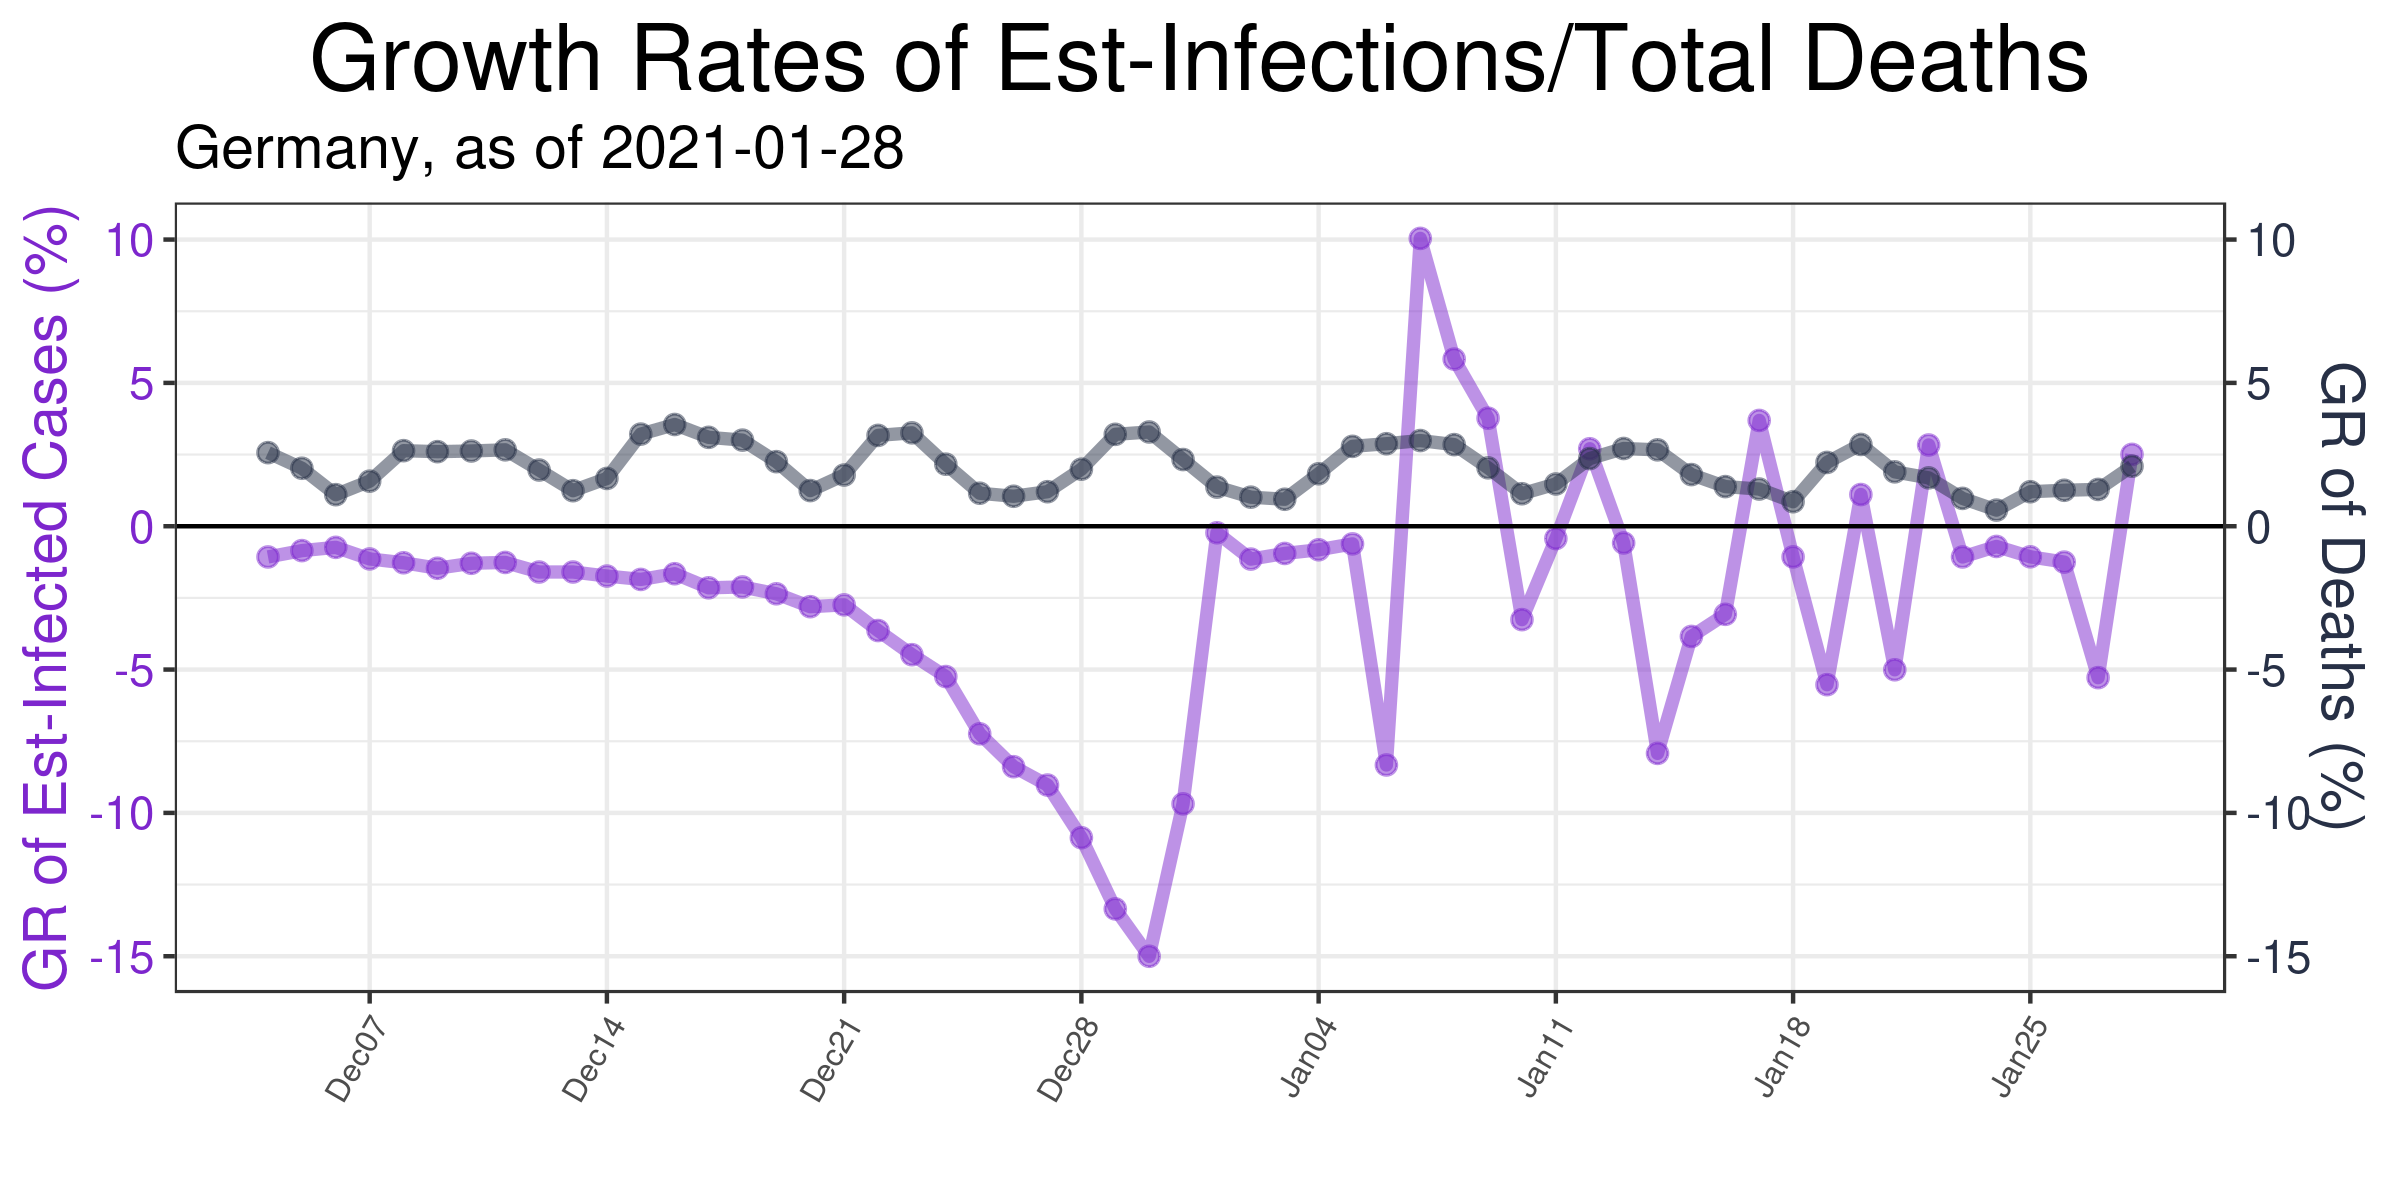 Growth Rates of Est-Infections/Total Deaths
Germany, as of 2021-01-28
GR of Est-Infected Cases (%)
10
5
0
-5
-10
-15
10
5
0
-5
-10
-15
GR of Deaths (%)
Dec07
Dec14
Dec21
Dec28
Jan04
Jan11
Jan18
Jan25